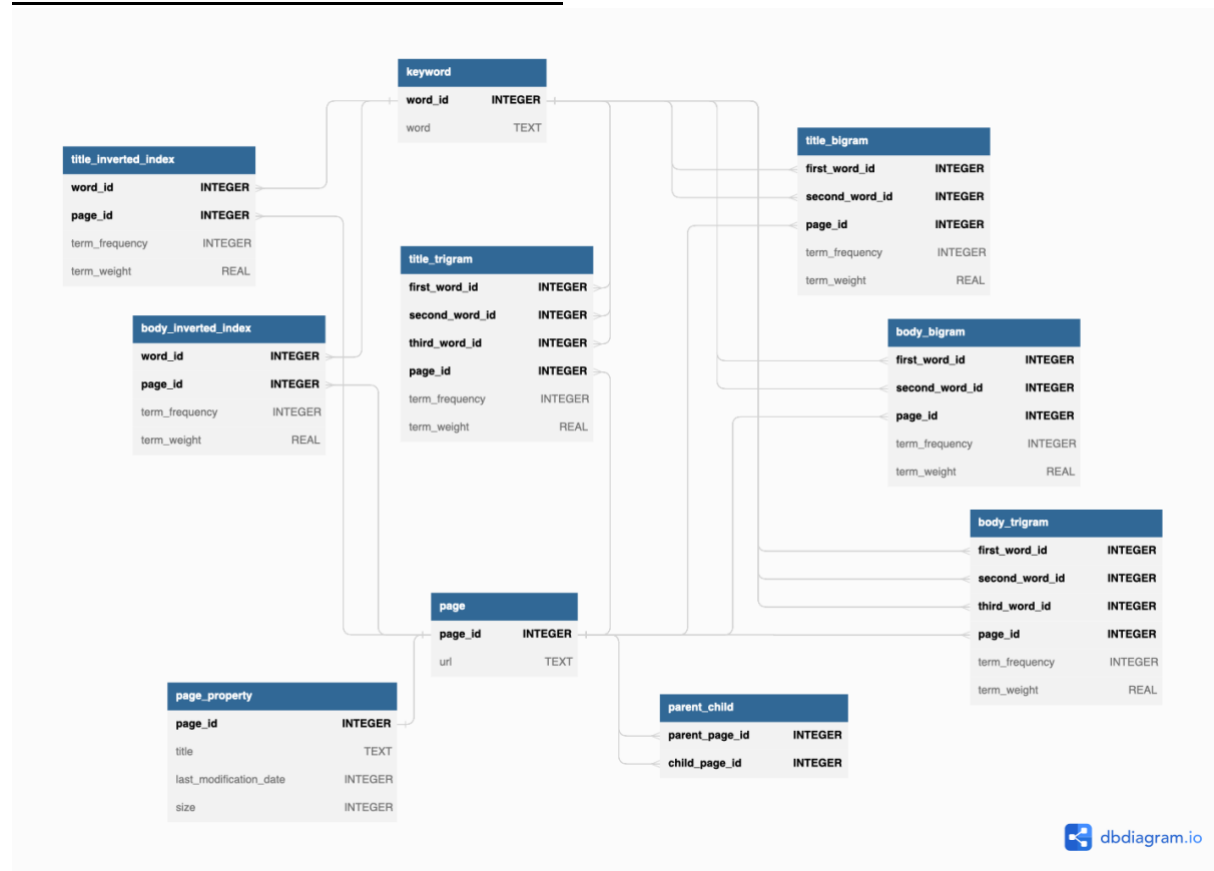 keyword
word_id INTEGER
word TEXT
title_inverted_index
word_id INTEGER
page_id INTEGER
term_frequency INTEGER
term_weight REAL
body_inverted_index
word_id INTEGER
page_id INTEGER
term_frequency INTEGER
term_weight REAL
title_trigram
first_word_id INTEGER
second_word_id INTEGER
third_word_id INTEGER
page_id INTEGER
term_frequency INTEGER
term_weight REAL
title_bigram
first_word_id INTEGER
second_word_id INTEGER
page_id INTEGER
term_frequency INTEGER
term_weight REAL
body_bigram
first_word_id INTEGER
second_word_id INTEGER
page_id INTEGER
term_frequency INTEGER
term_weight REAL
body_trigram
first_word_id INTEGER
second_word_id INTEGER
third_word_id INTEGER
page_id INTEGER
term_frequency INTEGER
term_weight REAL
page
page_id INTEGER
url TEXT
page_property
page_id INTEGER
title TEXT
last_modification_date INTEGER
size INTEGER
parent_child
parent_page_id INTEGER
child_page_id INTEGER
dbdiagram.io